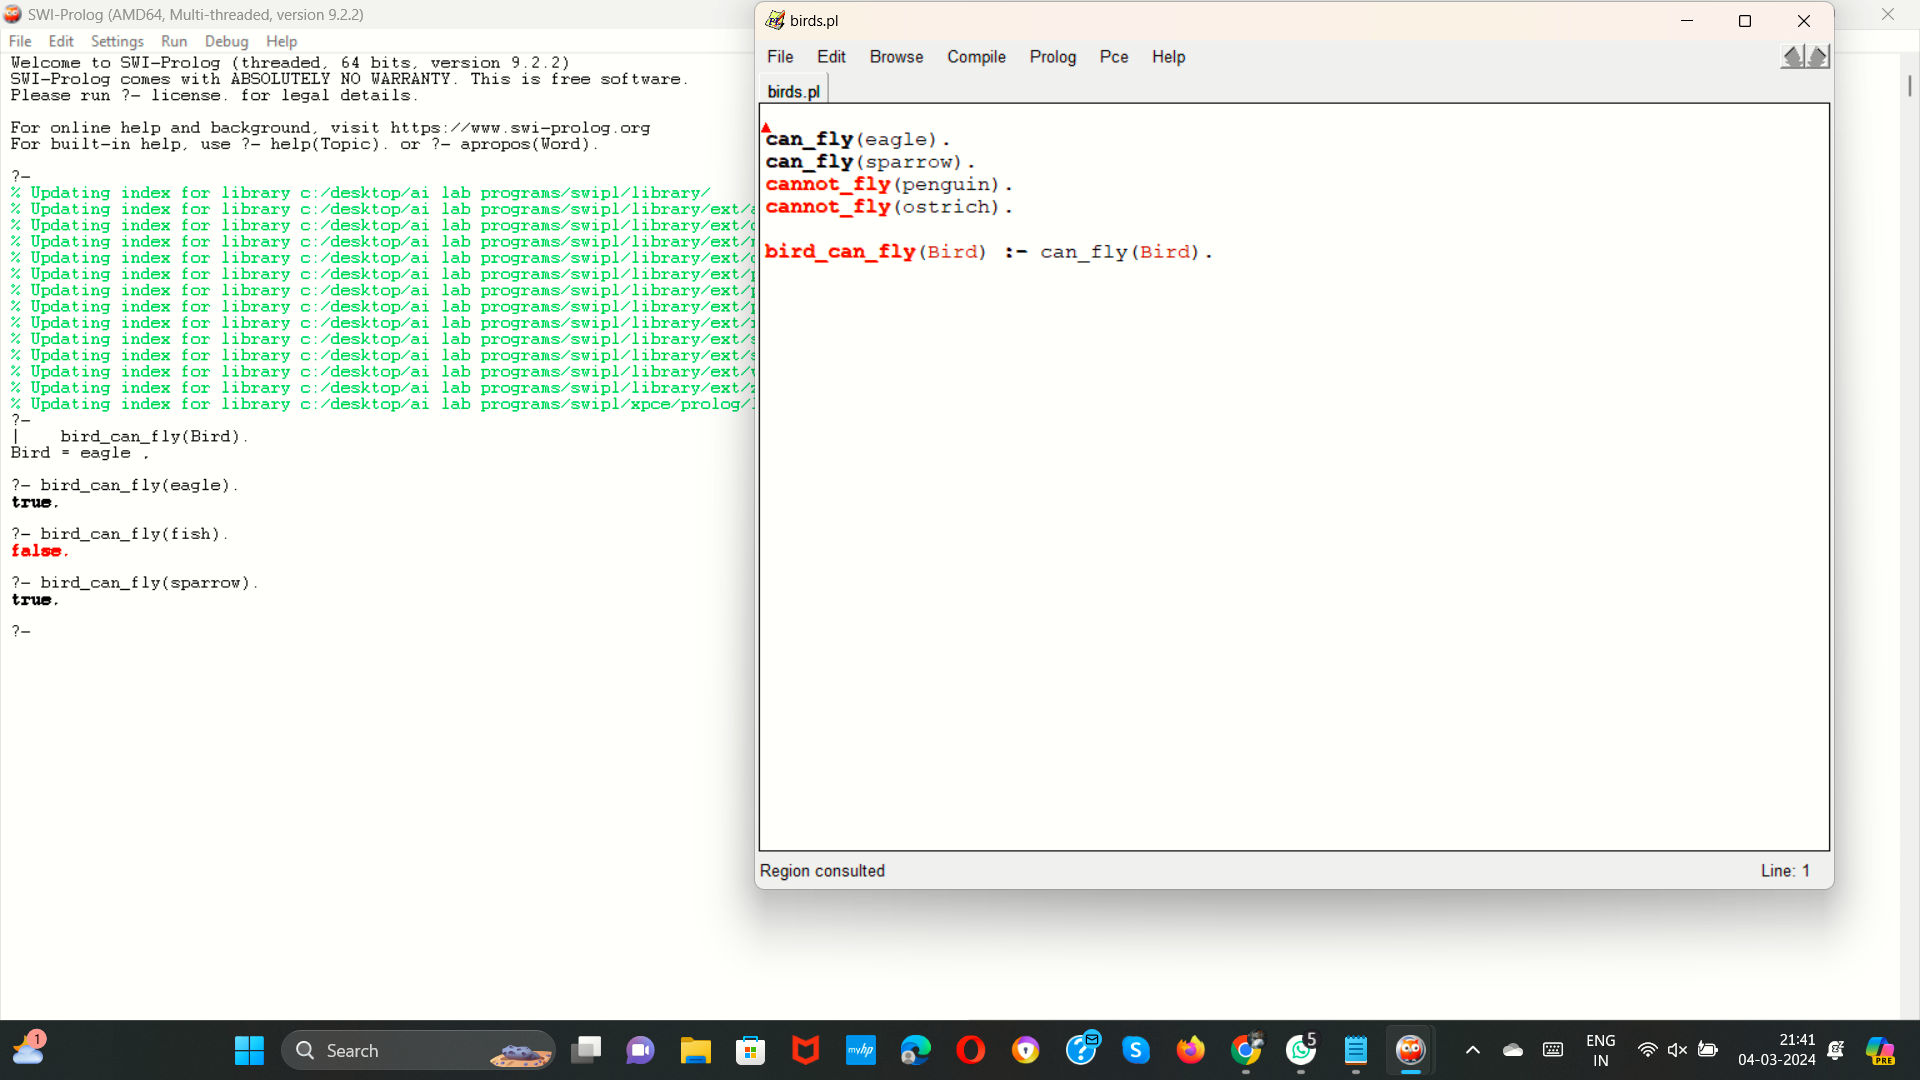 SWI-Prolog (AMD64, Multi-threaded, version 9.2.2)
File Edit Settings Run Debug Help
Welcome to SWI-Prolog (threaded, 64 bits, version 9.2.2)
SWI-Prolog comes with ABSOLUTELY NO WARRANTY. This is free software.
Please run ?- license. for legal details.
For online help and background, visit https://www.swi-prolog.org
For built-in help, use ?- help(Topic). or ?- apropos(Word).
?-
% Updating index for library c:/desktop/ai lab programs/swipl/library/
% Updating index for library c:/desktop/ai lab programs/swipl/library/ext/
% Updating index for library c:/desktop/ai lab programs/swipl/library/ext/
% Updating index for library c:/desktop/ai lab programs/swipl/library/ext/
% Updating index for library c:/desktop/ai lab programs/swipl/library/ext/
% Updating index for library c:/desktop/ai lab programs/swipl/library/ext/
% Updating index for library c:/desktop/ai lab programs/swipl/library/ext/
% Updating index for library c:/desktop/ai lab programs/swipl/library/ext/
% Updating index for library c:/desktop/ai lab programs/swipl/library/ext/
% Updating index for library c:/desktop/ai lab programs/swipl/library/ext/
% Updating index for library c:/desktop/ai lab programs/swipl/library/ext/
% Updating index for library c:/desktop/ai lab programs/swipl/library/ext/
% Updating index for library c:/desktop/ai lab programs/swipl/library/ext/
% Updating index for library c:/desktop/ai lab programs/swipl/xpce/prolog/
?-
| bird_can_fly(Bird).
Bird = eagle .
?- bird_can_fly(eagle).
true.
?- bird_can_fly(fish).
false.
?- bird_can_fly(sparrow).
true.
?-
birds.pl
File Edit Browse Compile Prolog Pce Help
birds.pl
can_fly(eagle).
can_fly(sparrow).
cannot_fly(penguin).
cannot_fly(ostrich).
bird_can_fly(Bird) :- can_fly(Bird).
Region consulted Line: 1
1
Search
myhp
S
5
ENG
IN
21:41
04-03-2024
PRE